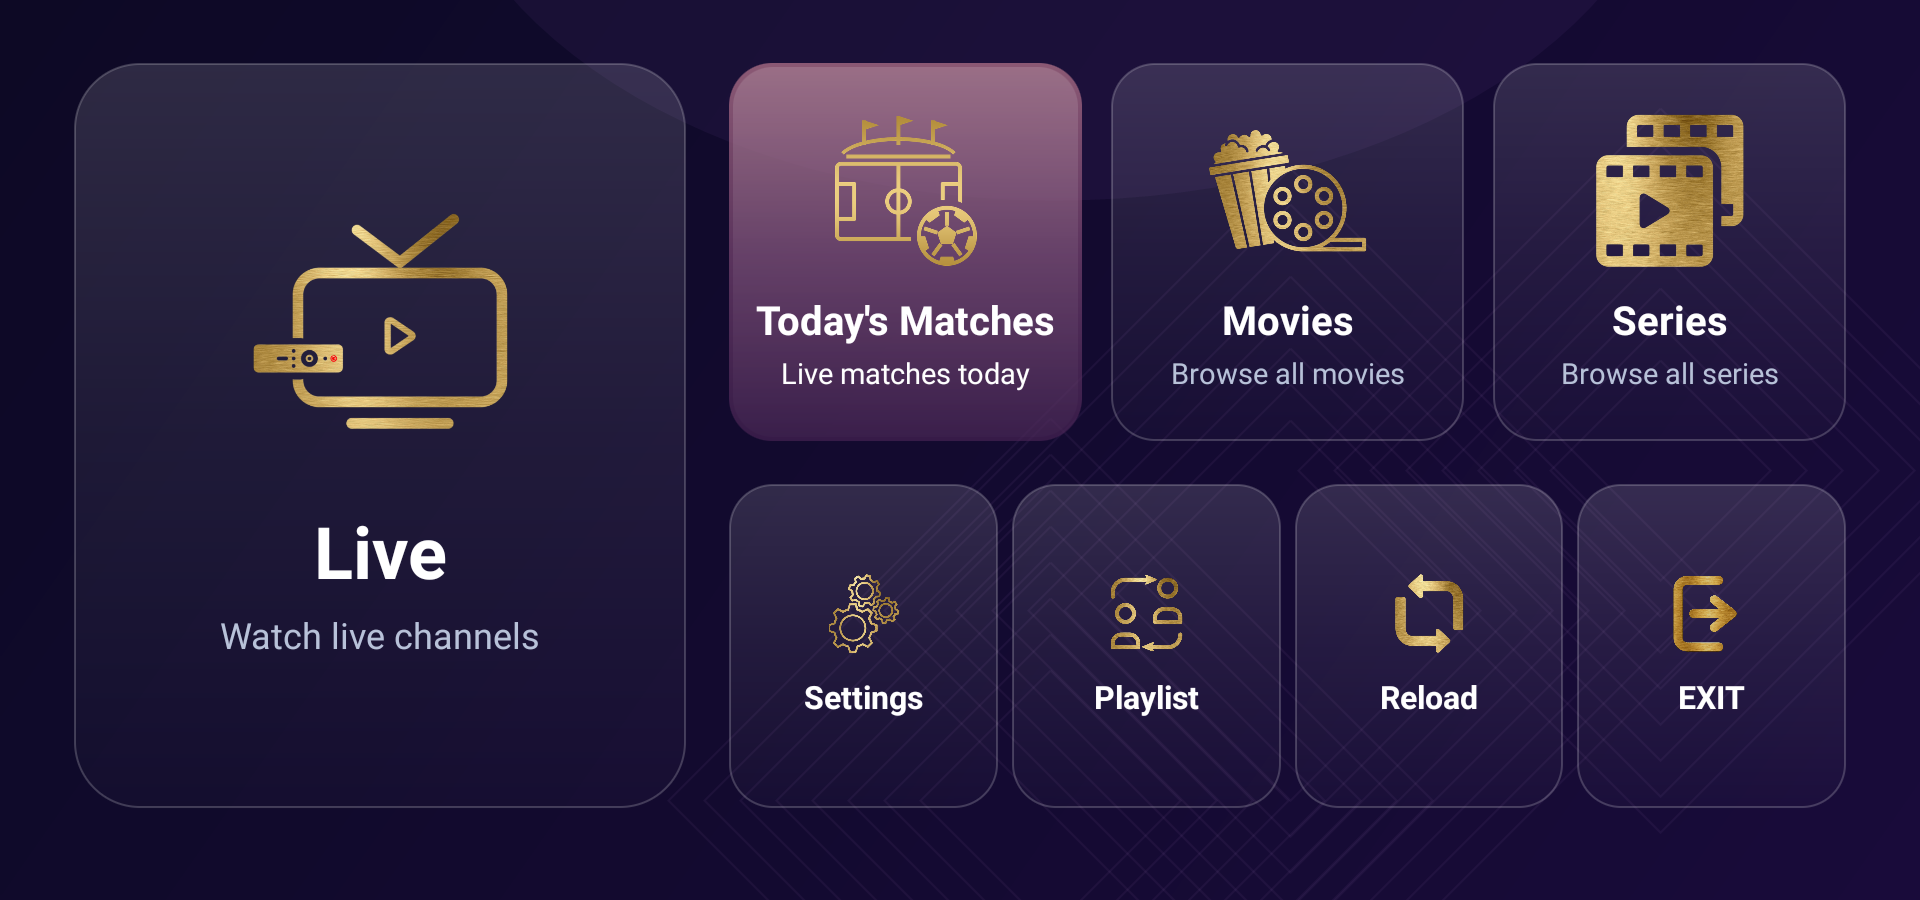 Live
Watch live channels
Today's Matches
Live matches today
Movies
Browse all movies
Series
Browse all series
Settings
Playlist
Reload
EXIT